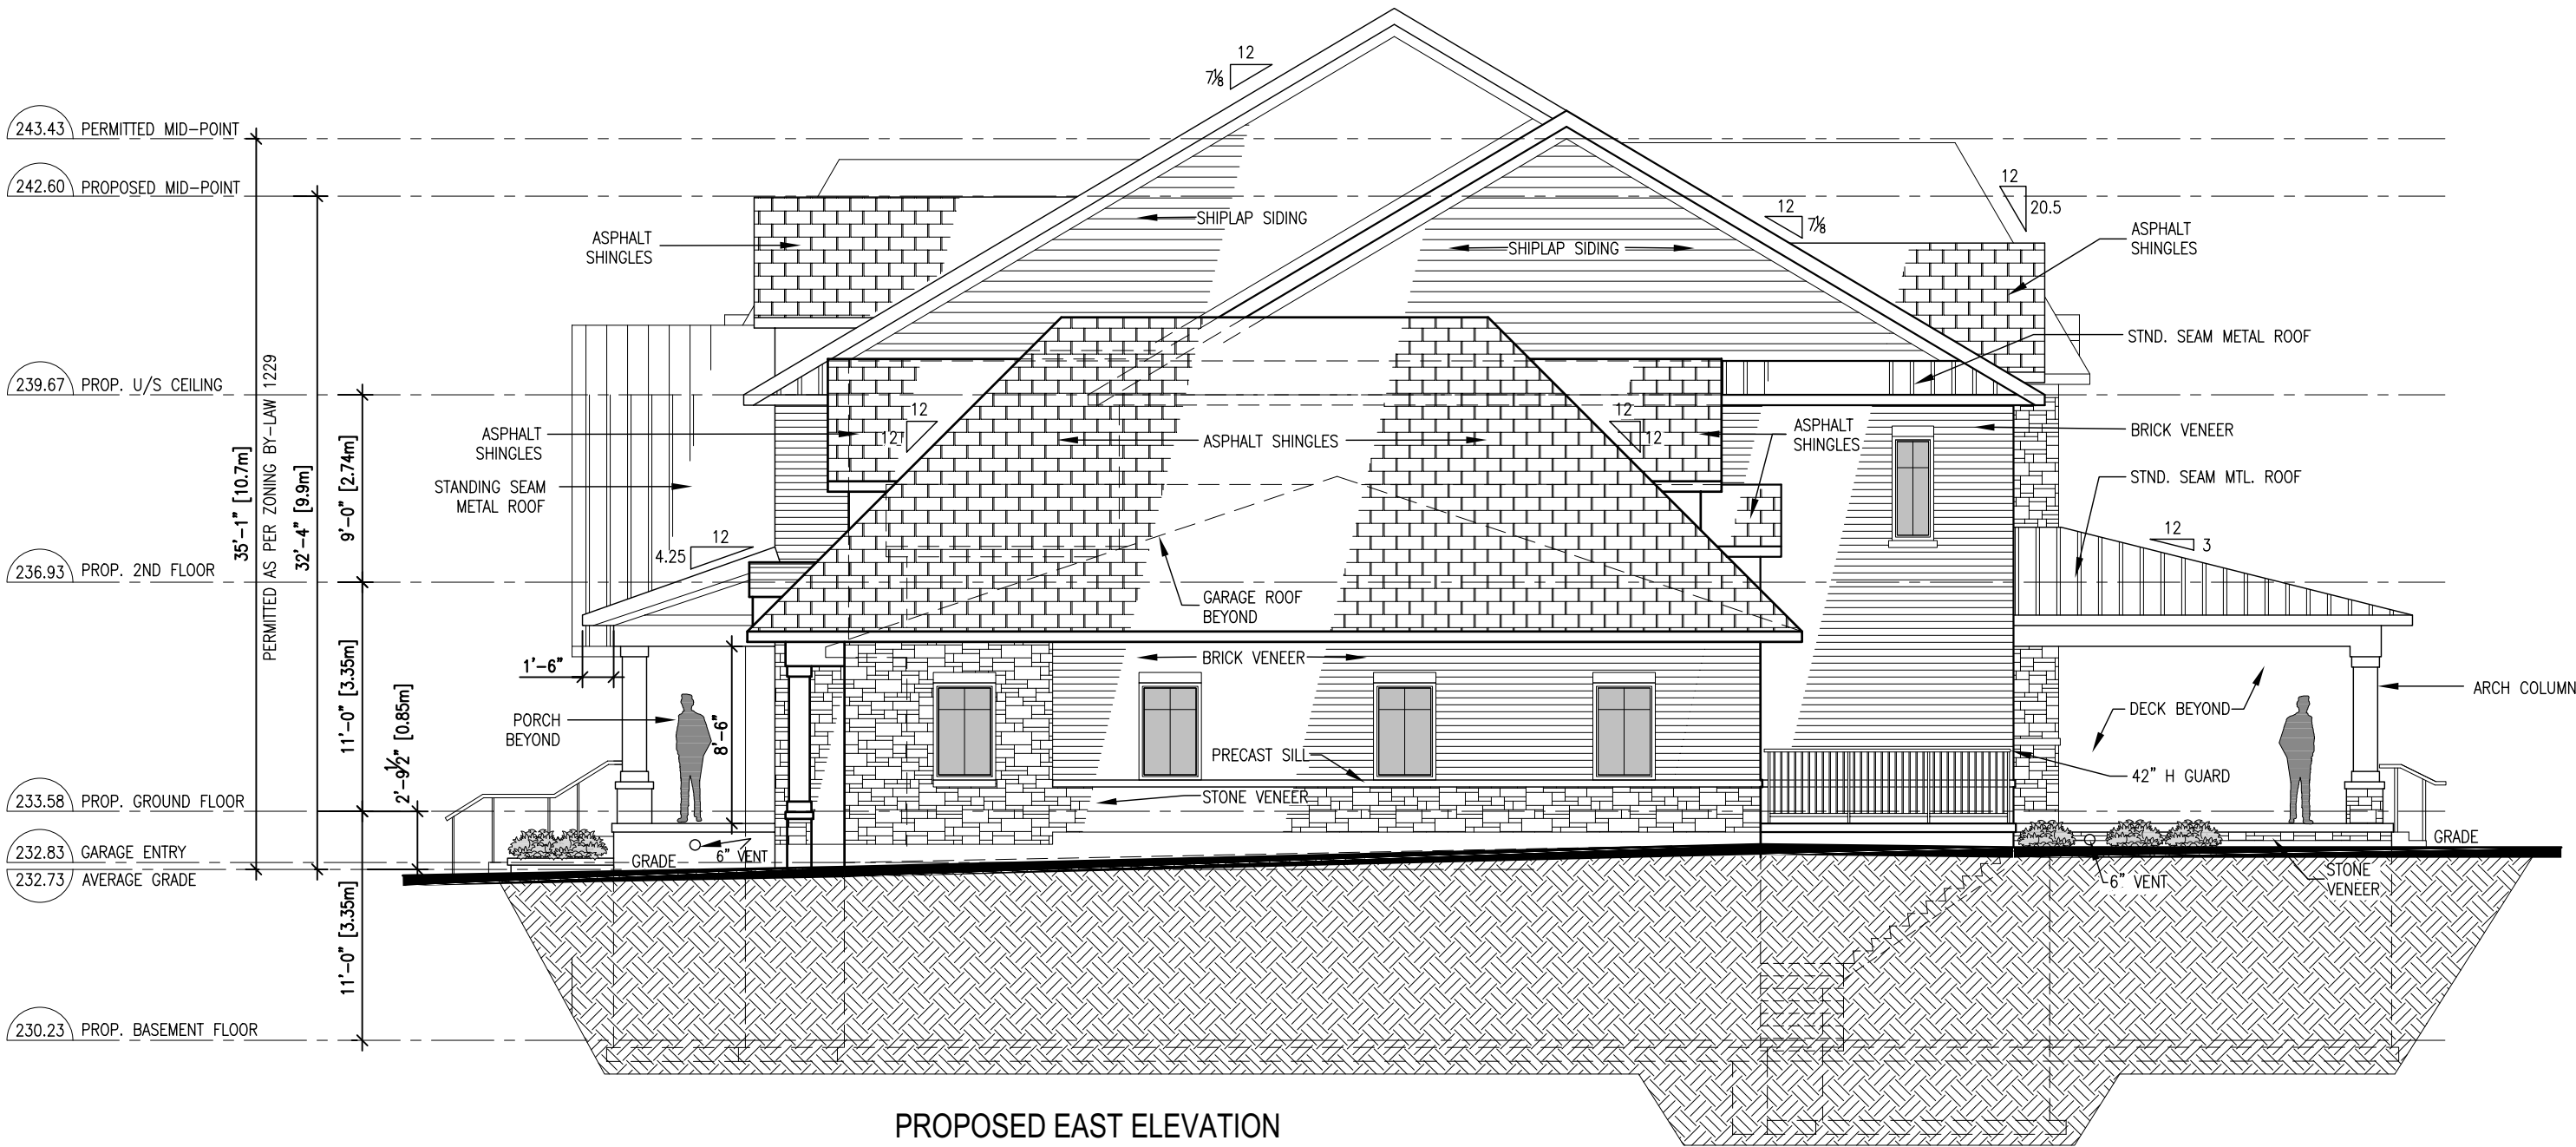 243.43 PERMITTED MID-POINT
242.60 PROPOSED MID-POINT
239.67 PROP. U/S CEILING
236.93 PROP. 2ND FLOOR
233.58 PROP. GROUND FLOOR
232.83 GARAGE ENTRY
232.73 AVERAGE GRADE
230.23 PROP. BASEMENT FLOOR
35'-1" [10.7m]
PERMITTED AS PER ZONING BY-LAW 1229
32'-4" [9.9m]
9'-0" [2.74m]
11'-0" [3.35m]
2'-9½" [0.85m]
11'-0" [3.35m]
12
7⅛
ASPHALT
SHINGLES
SHIPLAP SIDING
SHIPLAP SIDING
12
7⅛
12
20.5
ASPHALT
SHINGLES
STND. SEAM METAL ROOF
ASPHALT
SHINGLES
12
12
ASPHALT SHINGLES
12
12
ASPHALT
SHINGLES
BRICK VENEER
STANDING SEAM
METAL ROOF
STND. SEAM MTL. ROOF
12
4.25
12
3
GARAGE ROOF
BEYOND
1'-6"
BRICK VENEER
8'-6"
PORCH
BEYOND
ARCH COLUMN
DECK BEYOND
PRECAST SILL
42" H GUARD
STONE VENEER
GRADE
6" VENT
GRADE
6" VENT
STONE
VENEER
PROPOSED EAST ELEVATION